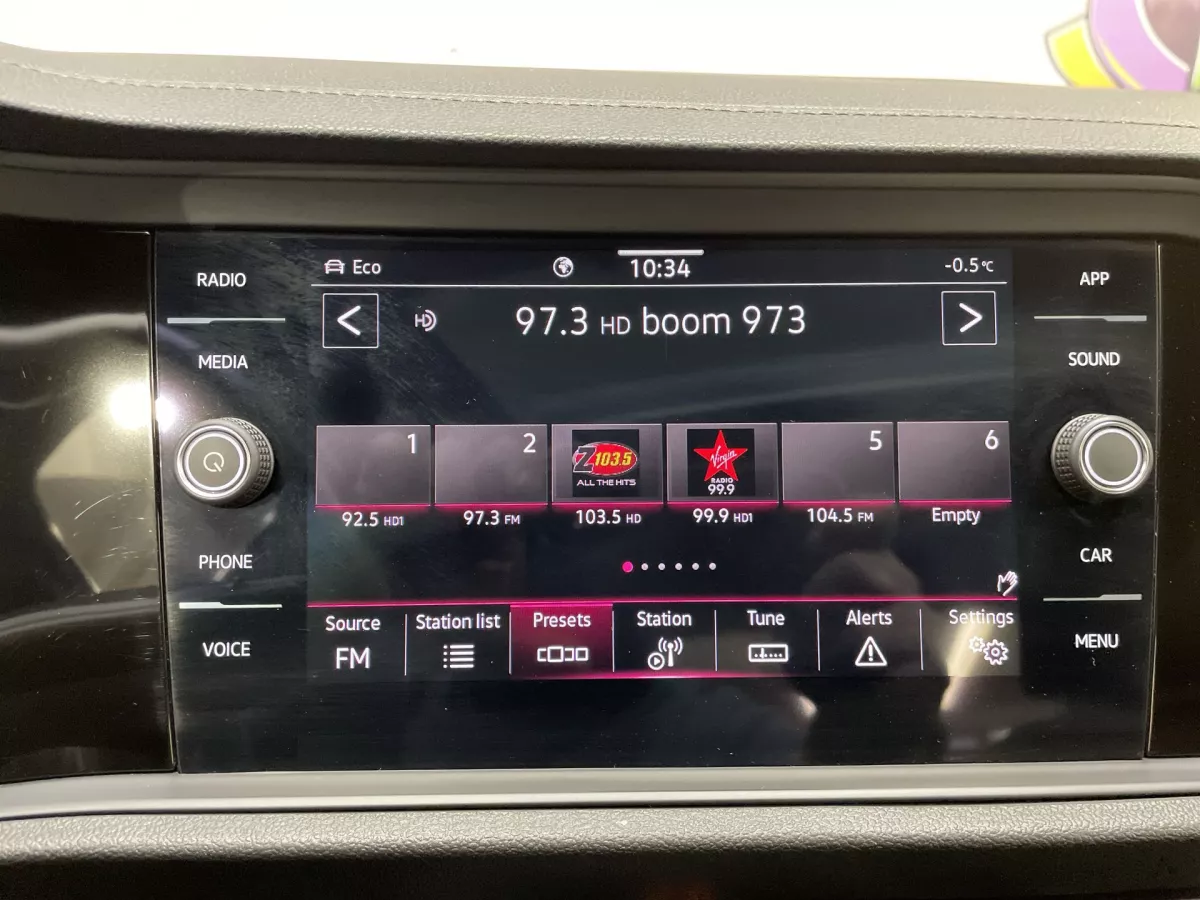 RADIO
MEDIA
PHONE
VOICE
Eco
10:34
-0.5°C
< HD 97.3 HD boom 973 >
1 2 5 6
Z103.5
ALL THE HITS
Virgin
RADIO
99.9
92.5 HD1 97.3 FM 103.5 HD 99.9 HD1 104.5 FM Empty
Source Station list Presets Station Tune Alerts Settings
FM
APP
SOUND
CAR
MENU